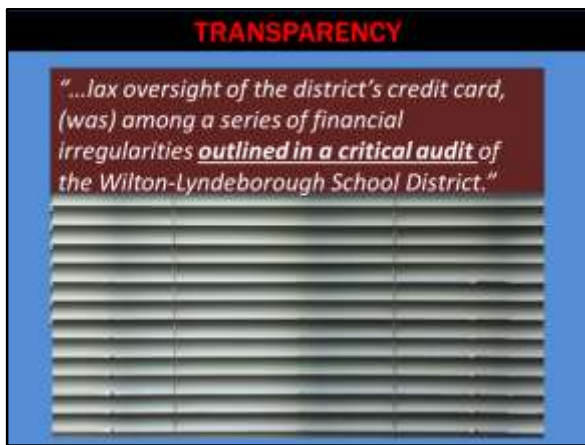 TRANSPARENCY
“...lax oversight of the district’s credit card,
(was) among a series of financial
irregularities outlined in a critical audit of
the Wilton-Lyndeborough School District.”